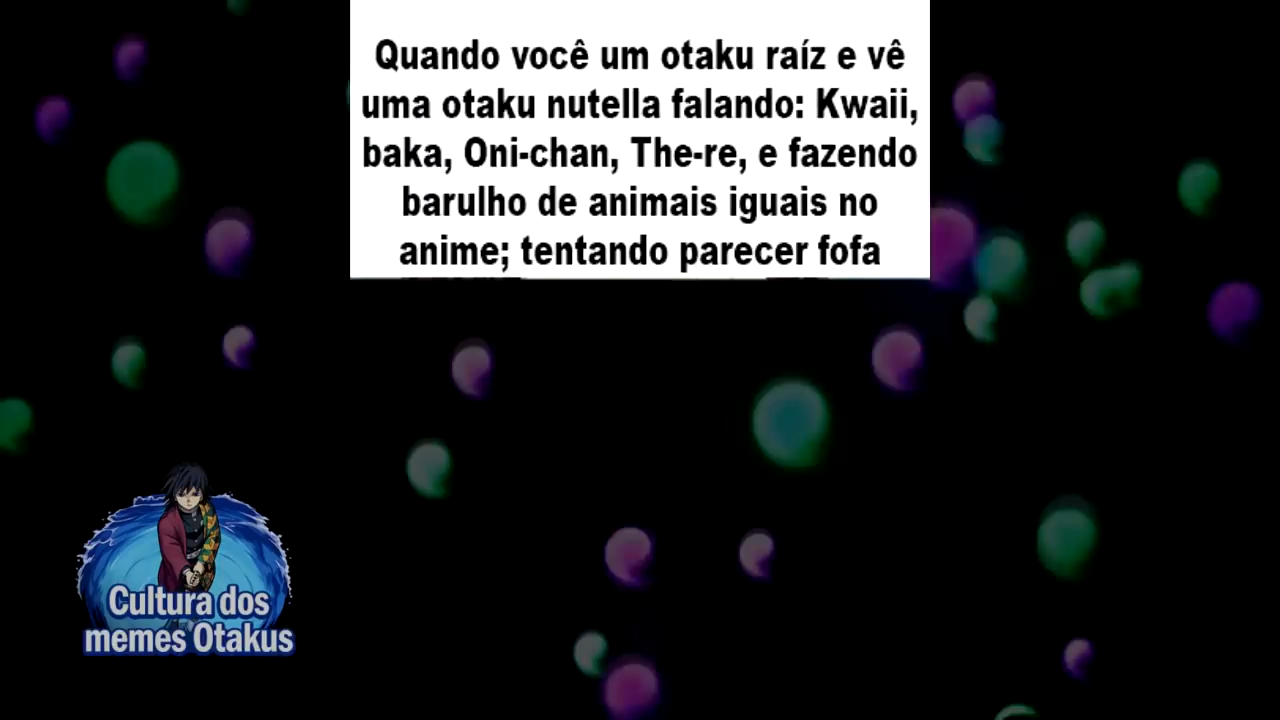 Quando você um otaku raíz e vê
uma otaku nutella falando: Kwaii,
baka, Oni-chan, The-re, e fazendo
barulho de animais iguais no
anime; tentando parecer fofa
Cultura dos
memes Otakus